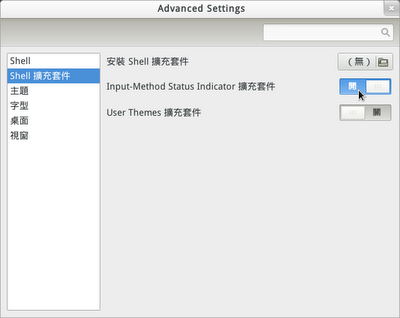 Advanced Settings
Shell
Shell 擴充套件
主題
字型
桌面
視窗
安裝 Shell 擴充套件
（無）
Input-Method Status Indicator 擴充套件
開
User Themes 擴充套件
關